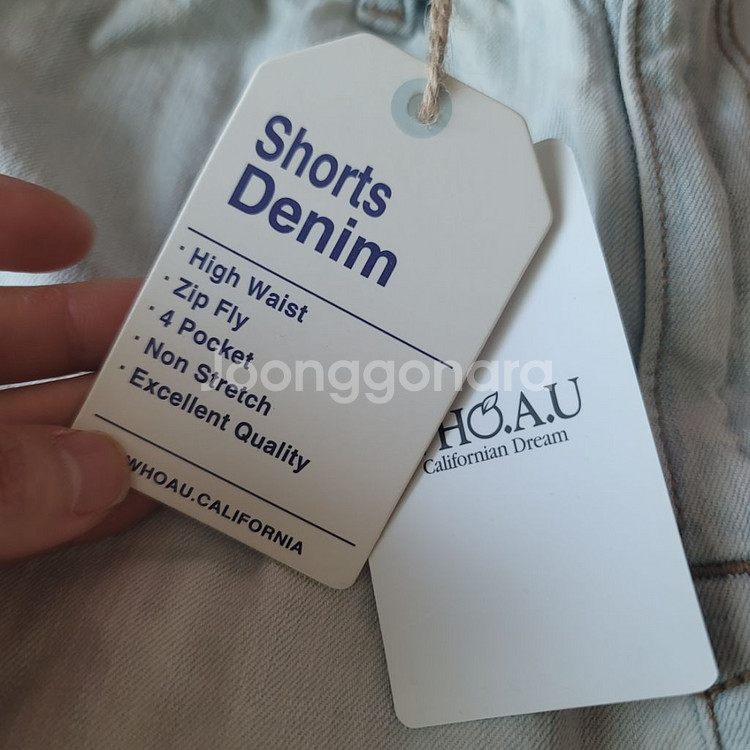 Shorts
Denim
· High Waist
· Zip Fly
· 4 Pocket
· Non Stretch
· Excellent Quality
WHOAU.CALIFORNIA
joonggonara
HO.A.U
Californian Dream